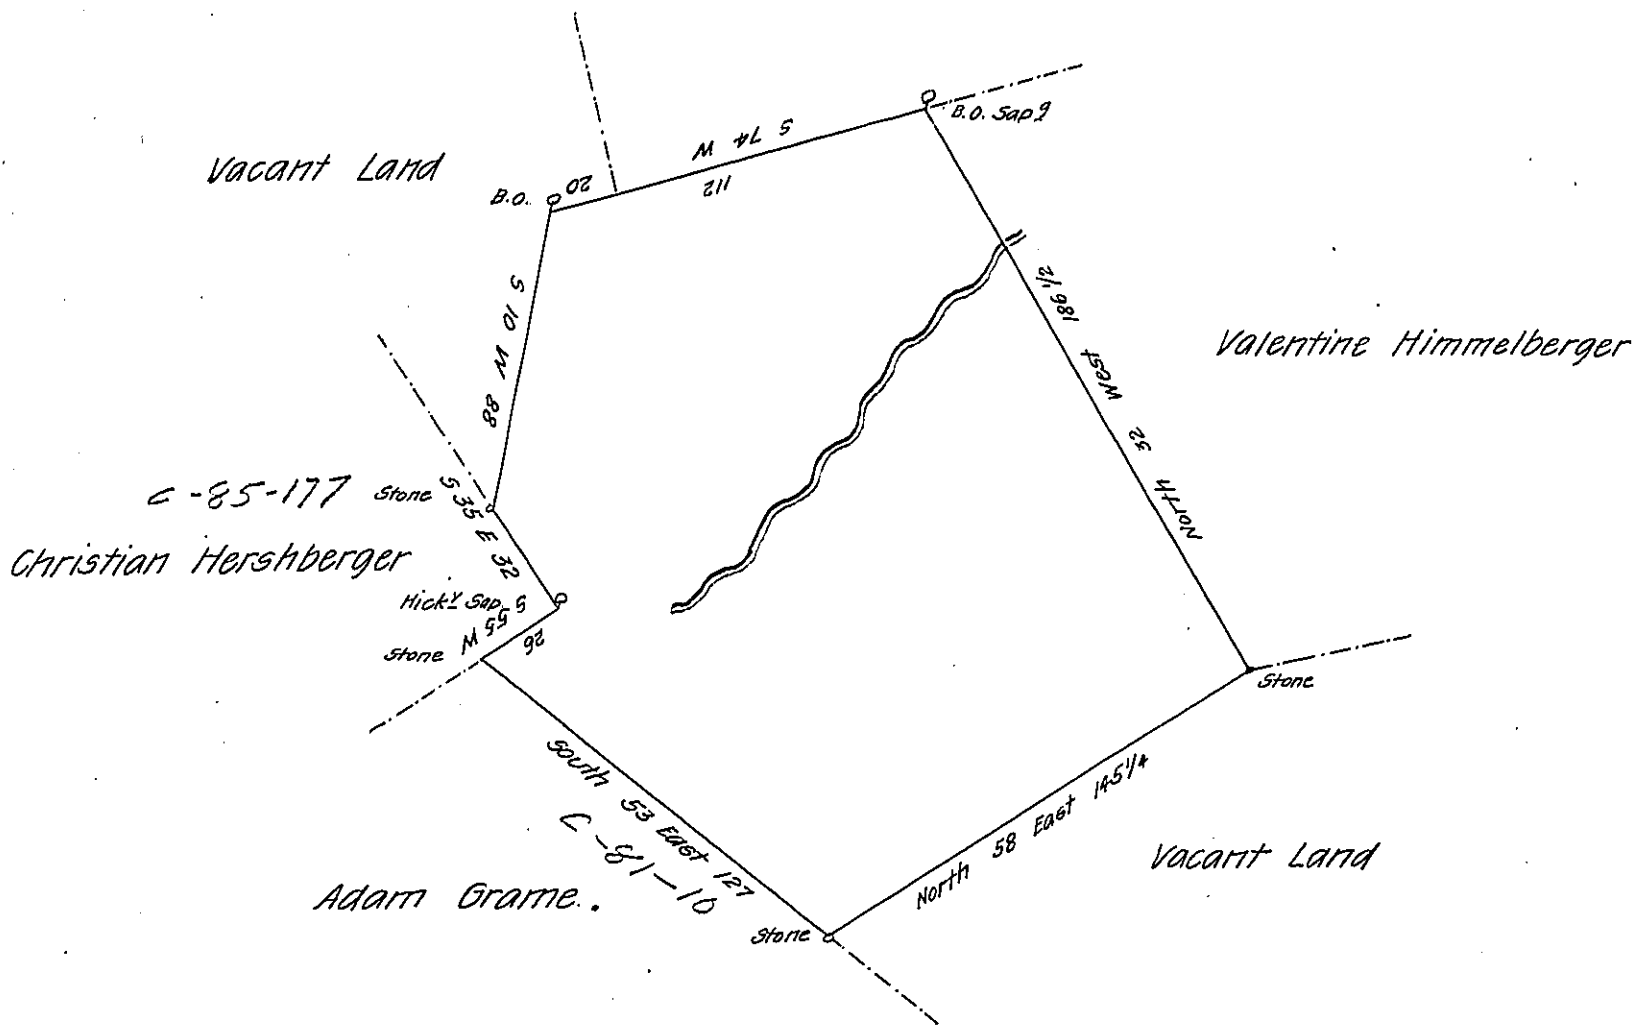 Vacant Land
B.O.
20
S 74 W
112
B.O. Sap g
S 10 W 88
186 1/2
North 32 West
Valentine Himmelberger
C-85-177
Stone
S 35 E 32
Christian Hershberger
Hicky Sap.
S 55 W
26
Stone
Stone
South 53 East 127
C-81-10
North 58 East 145 1/4
Vacant Land
Adam Grame.
Stone